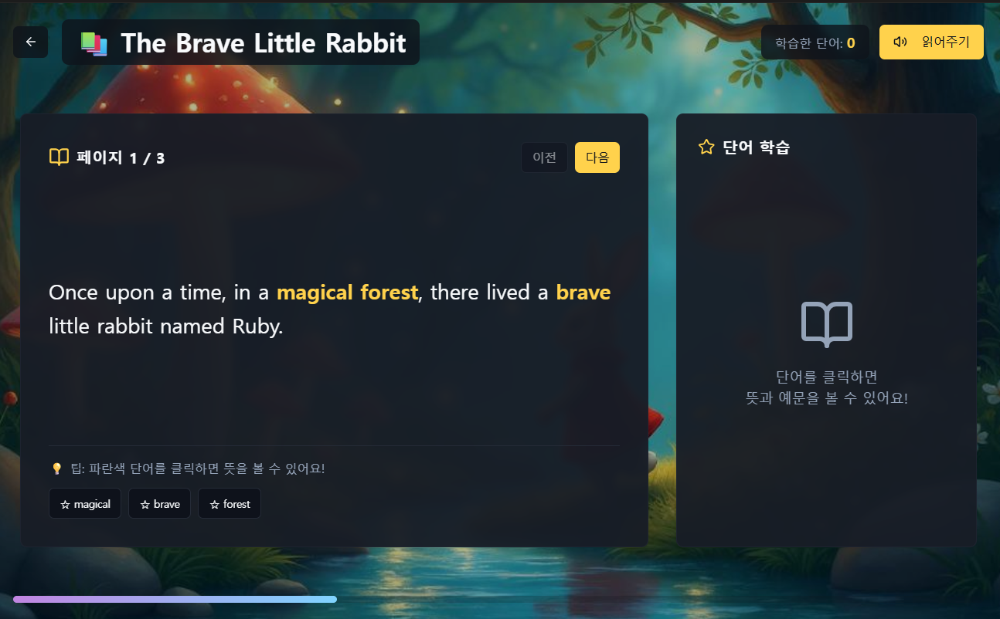 The Brave Little Rabbit
학습한 단어: 0
읽어주기
페이지 1 / 3
이전
다음
Once upon a time, in a magical forest, there lived a brave
little rabbit named Ruby.
팁: 파란색 단어를 클릭하면 뜻을 볼 수 있어요!
magical
brave
forest
단어 학습
단어를 클릭하면
뜻과 예문을 볼 수 있어요!